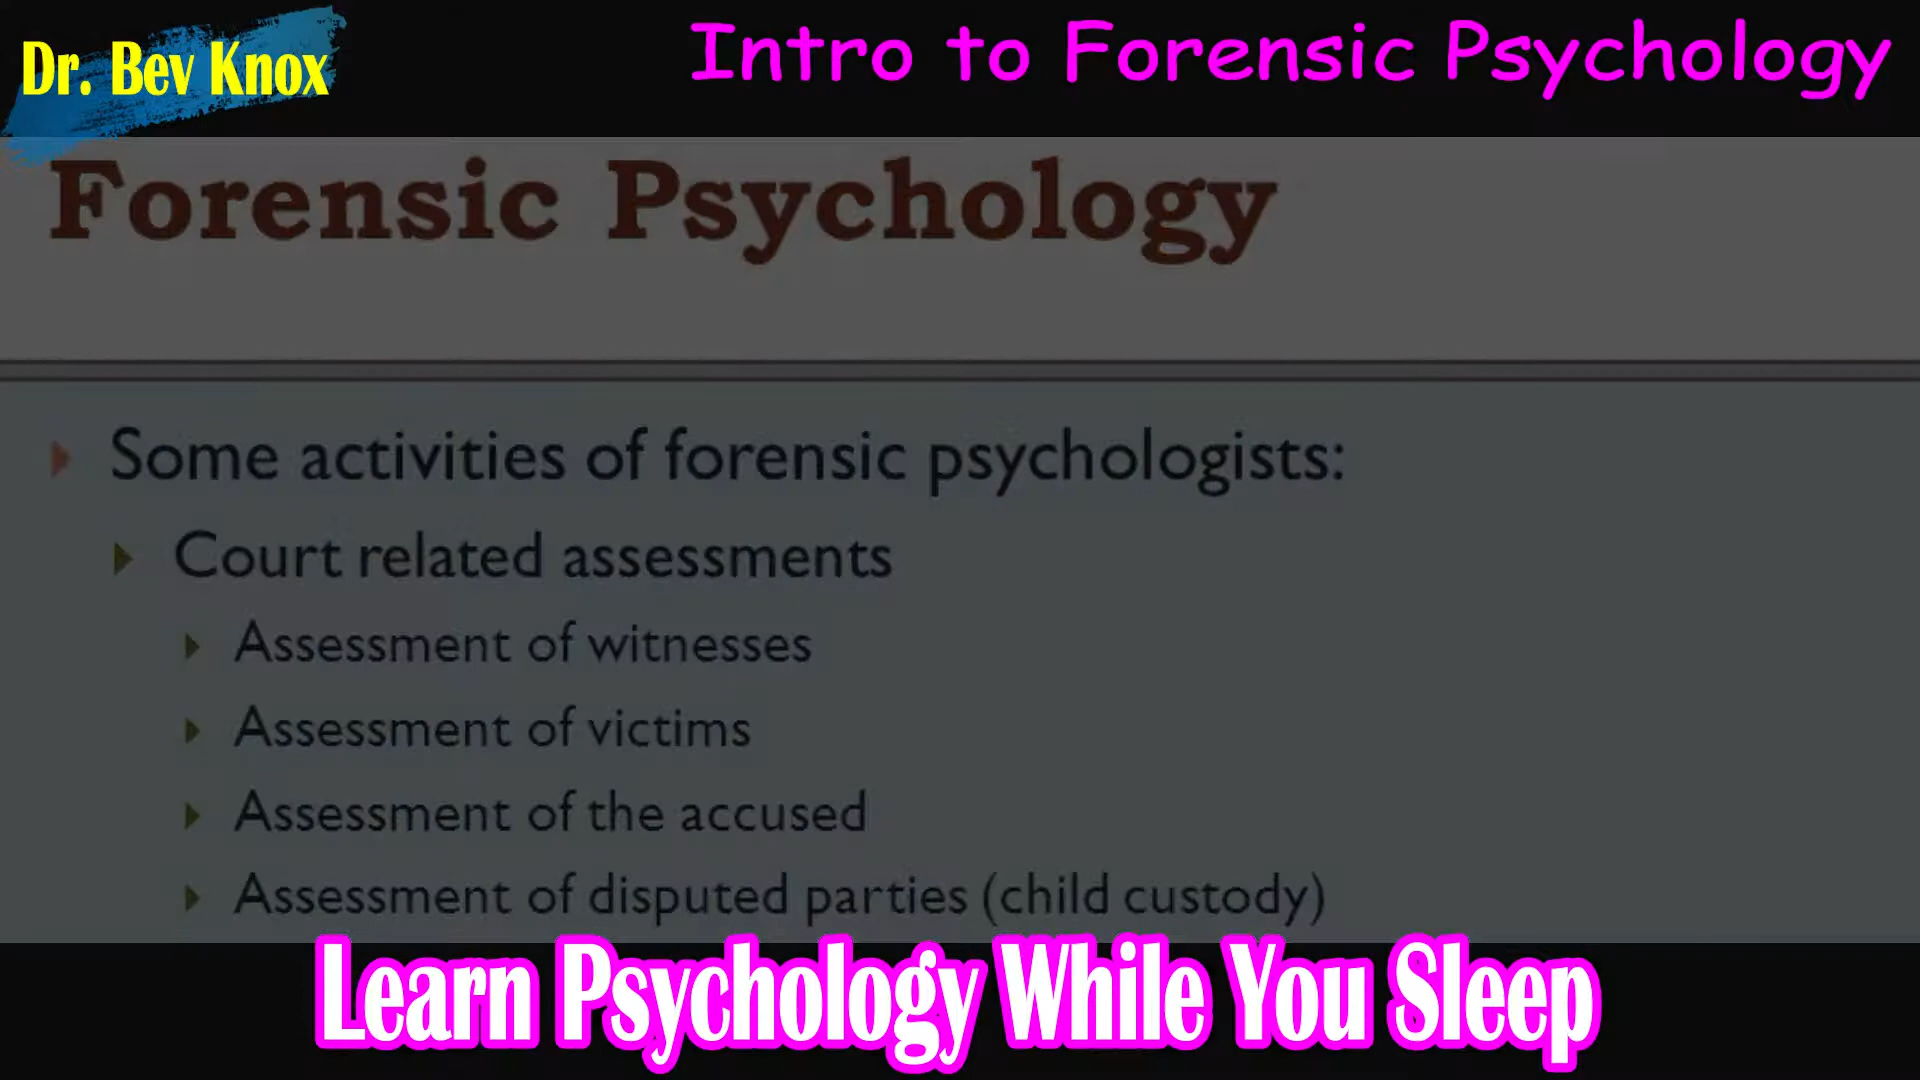 Dr. Bev Knox
Intro to Forensic Psychology
Forensic Psychology
Some activities of forensic psychologists:
Court related assessments
Assessment of witnesses
Assessment of victims
Assessment of the accused
Assessment of disputed parties (child custody)
Learn Psychology While You Sleep